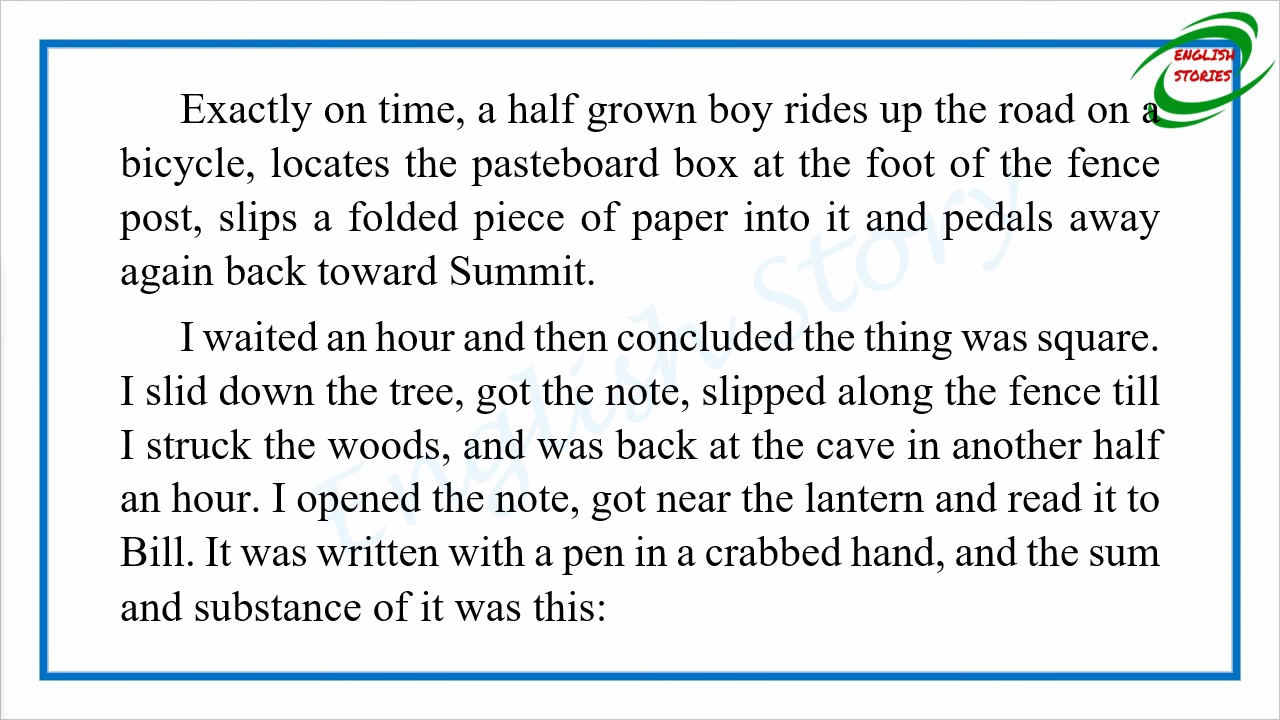 ENGLISH
STORIES
Exactly on time, a half grown boy rides up the road on a
bicycle, locates the pasteboard box at the foot of the fence
post, slips a folded piece of paper into it and pedals away
again back toward Summit.
I waited an hour and then concluded the thing was square.
I slid down the tree, got the note, slipped along the fence till
I struck the woods, and was back at the cave in another half
an hour. I opened the note, got near the lantern and read it to
Bill. It was written with a pen in a crabbed hand, and the sum
and substance of it was this:
English Story